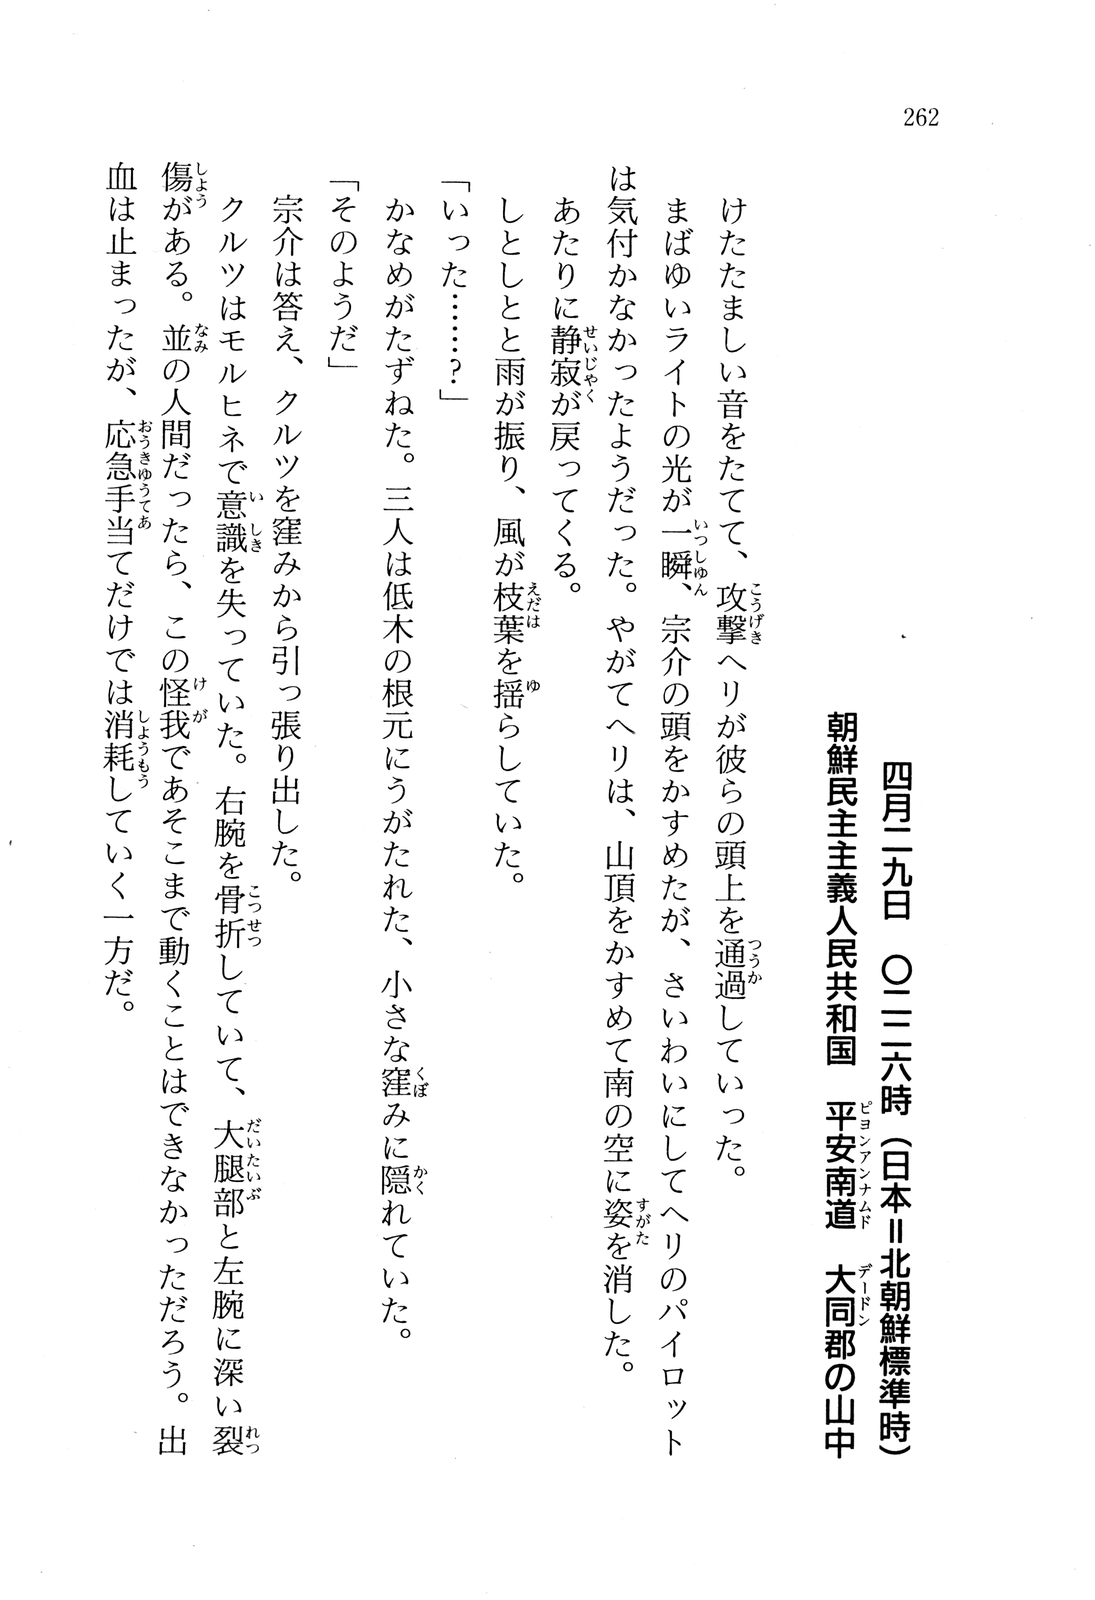 262
四月二九日　〇二二六時（日本＝北朝鮮標準時）
朝鮮民主主義人民共和国　平安南道　大同郡の山中
けたたましい音をたてて、攻撃ヘリが彼らの頭上を通過していった。
まばゆいライトの光が一瞬、宗介の頭をかすめたが、さいわいにしてヘリのパイロット
は気付かなかったようだった。やがてヘリは、山頂をかすめて南の空に姿を消した。
あたりに静寂が戻ってくる。
しとしとと雨が振り、風が枝葉を揺らしていた。
「いった……？」
かなめがたずねた。三人は低木の根元にうがたれた、小さな窪みに隠れていた。
「そのようだ」
宗介は答え、クルツを窪みから引っ張り出した。
クルツはモルヒネで意識を失っていた。右腕を骨折していて、大腿部と左腕に深い裂
傷がある。並の人間だったら、この怪我であそこまで動くことはできなかっただろう。出
血は止まったが、応急手当てだけでは消耗していく一方だ。